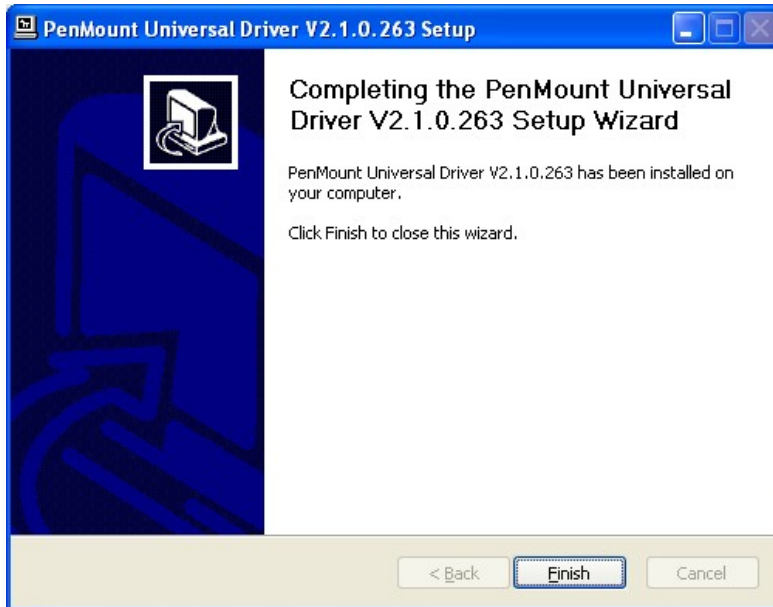 PenMount Universal Driver V2.1.0.263 Setup
Completing the PenMount Universal
Driver V2.1.0.263 Setup Wizard
PenMount Universal Driver V2.1.0.263 has been installed on
your computer.
Click Finish to close this wizard.
< Back
Finish
Cancel